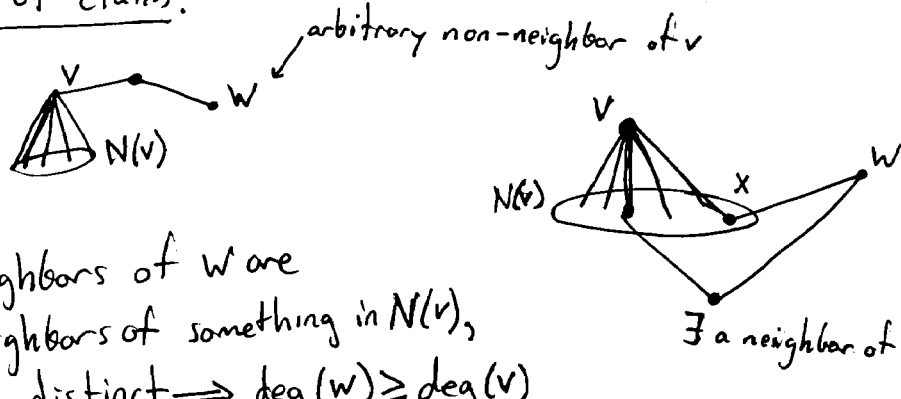 of claim:
arbitrary non-neighbor of v
V
W
N(v)
V
W
N(v)
X
ghbors of w are
ghbors of something in N(v),
∃ a neighbor of
distinct ⟹ deg(w) ≥ deg(v)